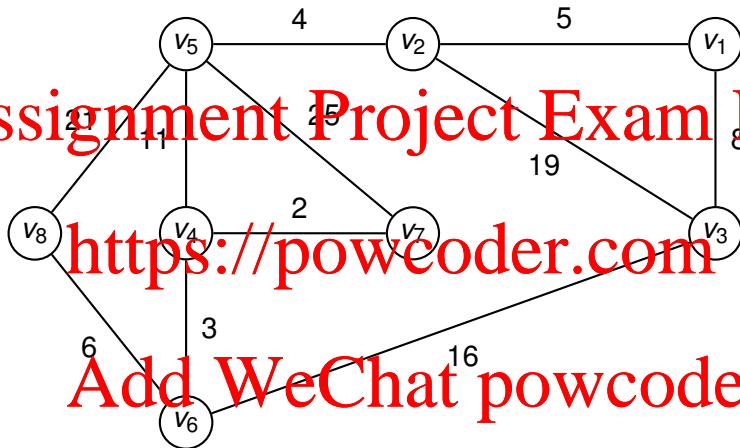 4
5
v5
v2
v1
ssignment Project Exam
21
11
25
8
19
2
v8
v4
v7
v3
https://powcoder.com
3
6
16
Add WeChat powcode
v6